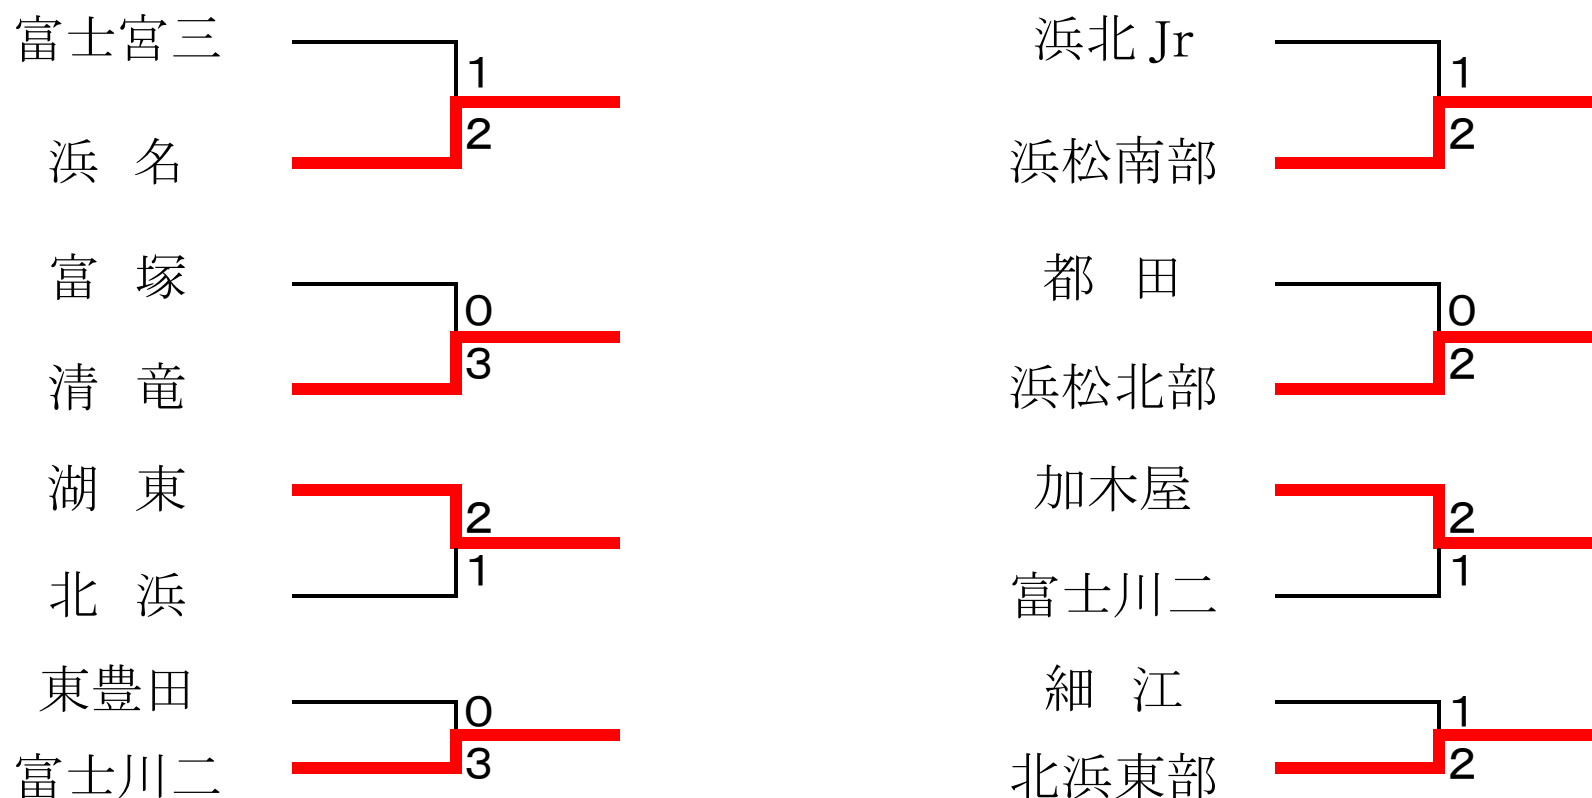 富士宮三
1
2
浜 名
富 塚
0
3
清 竜
湖 東
2
1
北 浜
東豊田
0
3
富士川二
浜北 Jr
1
2
浜松南部
都 田
0
2
浜松北部
加木屋
2
1
富士川二
細 江
1
2
北浜東部